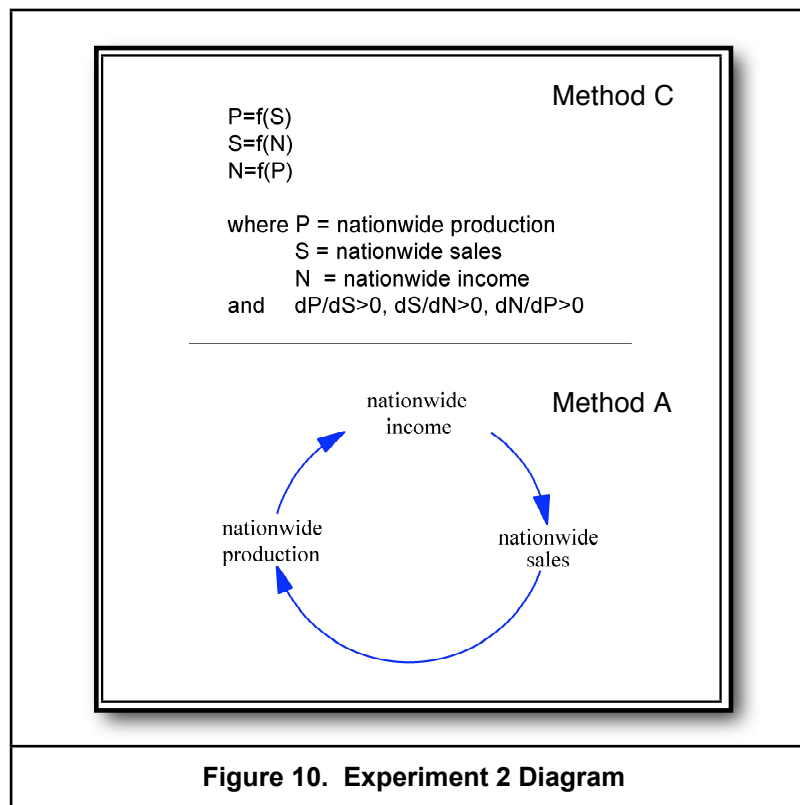 Method C
P=f(S)
S=f(N)
N=f(P)
where P = nationwide production
S = nationwide sales
N = nationwide income
and dP/dS>0, dS/dN>0, dN/dP>0
Method A
nationwide
income
nationwide
production
nationwide
sales
Figure 10. Experiment 2 Diagram